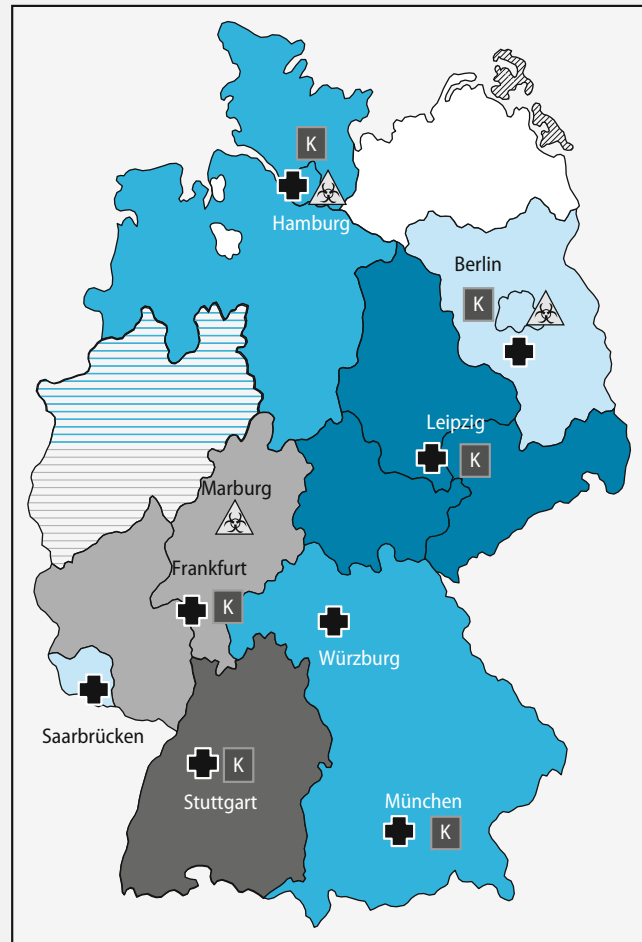 K
Hamburg
Berlin
K
Leipzig
K
Marburg
Frankfurt
K
Würzburg
Saarbrücken
K
Stuttgart
München
K